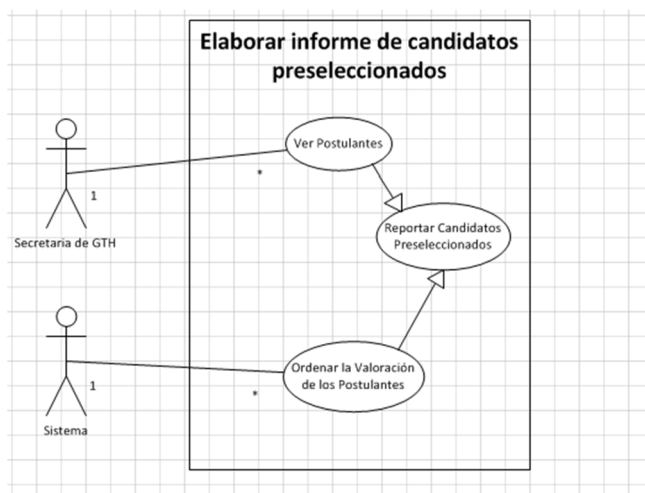 Elaborar informe de candidatos
preseleccionados
Ver Postulantes
*
1
Secretaria de GTH
Reportar Candidatos
Preseleccionados
Ordenar la Valoración
de los Postulantes
1
*
Sistema